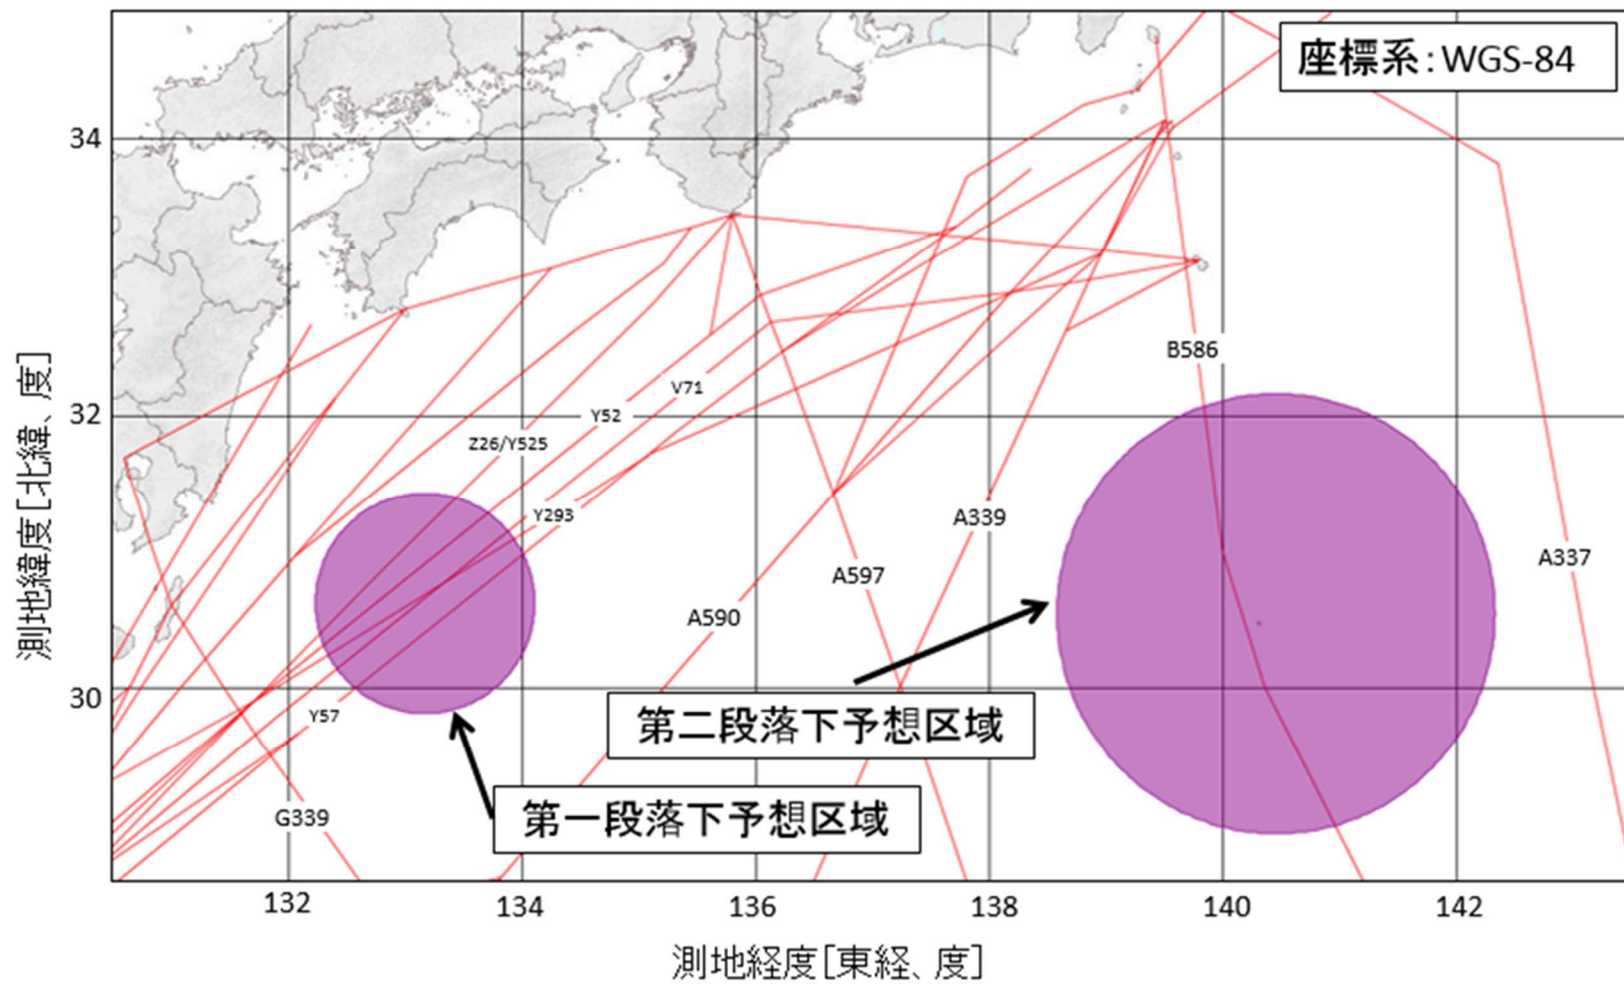 座標系：WGS-84
34
32
30
測地緯度[北緯、度]
B586
V71
Y52
Z26/Y525
Y293
A339
A337
A597
A590
第二段落下予想区域
Y57
第一段落下予想区域
G339
132
134
136
138
140
142
測地経度[東経、度]